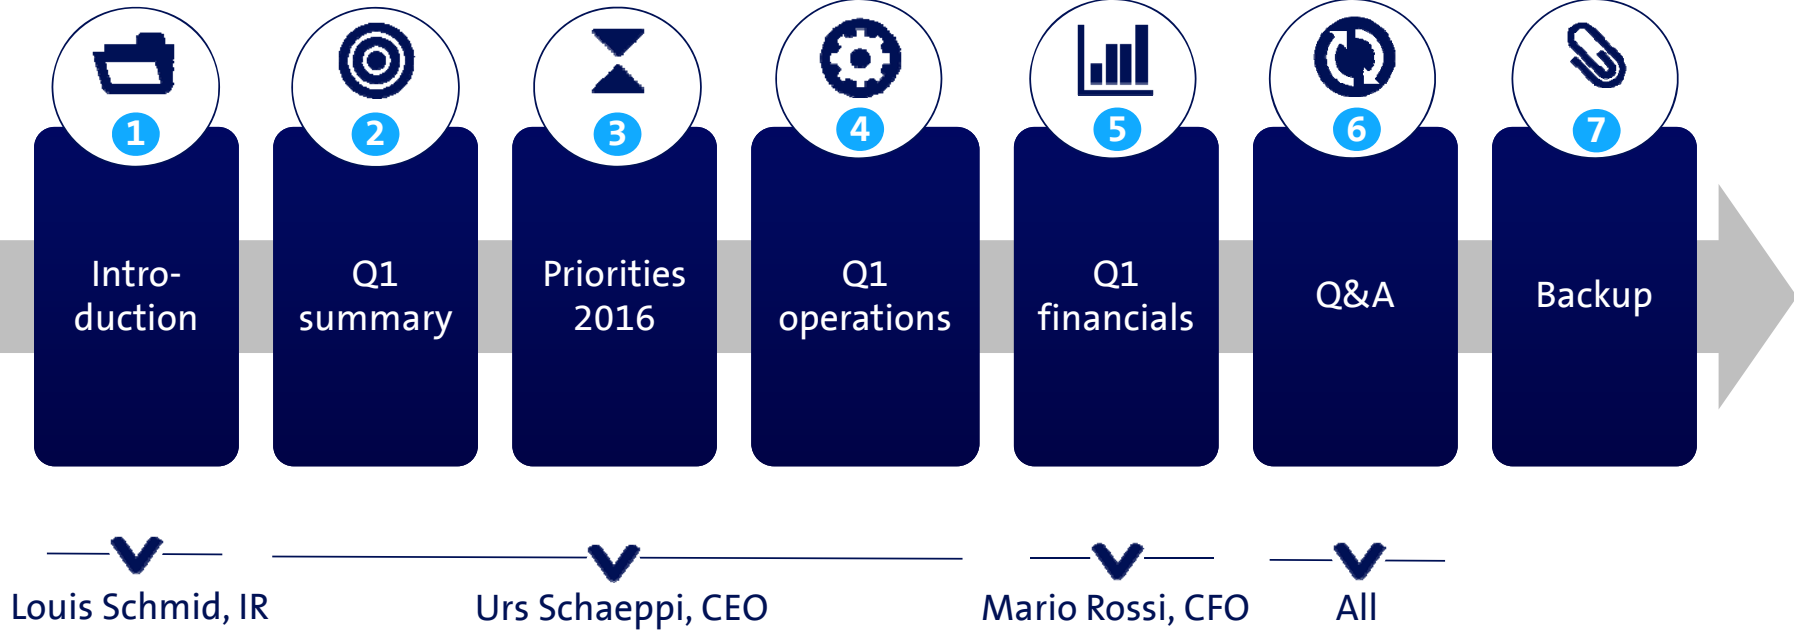 1
2
3
4
5
6
7
Intro-
duction
Q1
summary
Priorities
2016
Q1
operations
Q1
financials
Q&A
Backup
Louis Schmid, IR
Urs Schaeppi, CEO
Mario Rossi, CFO
All